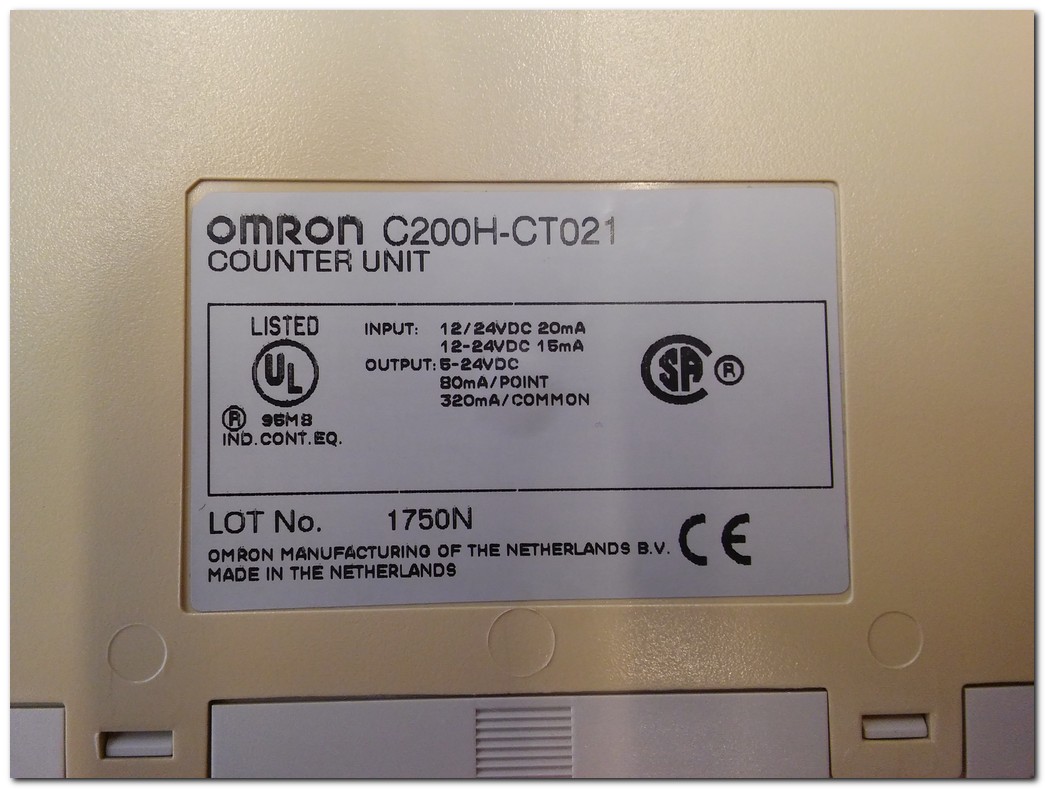 OMRON C200H-CT021
COUNTER UNIT
LISTED
UL
® 95M8
IND. CONT. EQ.
INPUT: 12/24VDC 20mA
12-24VDC 15mA
OUTPUT: 5-24VDC
80mA/POINT
320mA/COMMON
SA ®
LOT No. 1750N
OMRON MANUFACTURING OF THE NETHERLANDS B.V.
MADE IN THE NETHERLANDS
CE